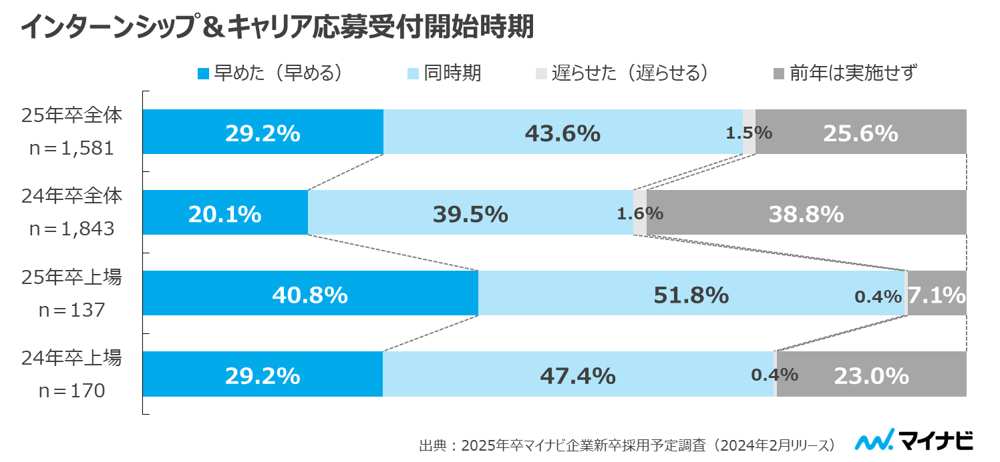 インターンシップ＆キャリア応募受付開始時期
早めた（早める） 同時期 遅らせた（遅らせる） 前年は実施せず
25年卒全体
n＝1,581
29.2% 43.6% 1.5% 25.6%
24年卒全体
n＝1,843
20.1% 39.5% 1.6% 38.8%
25年卒上場
n＝137
40.8% 51.8% 0.4% 7.1%
24年卒上場
n＝170
29.2% 47.4% 0.4% 23.0%
出典：2025年卒マイナビ企業新卒採用予定調査（2024年2月リリース）
マイナビ